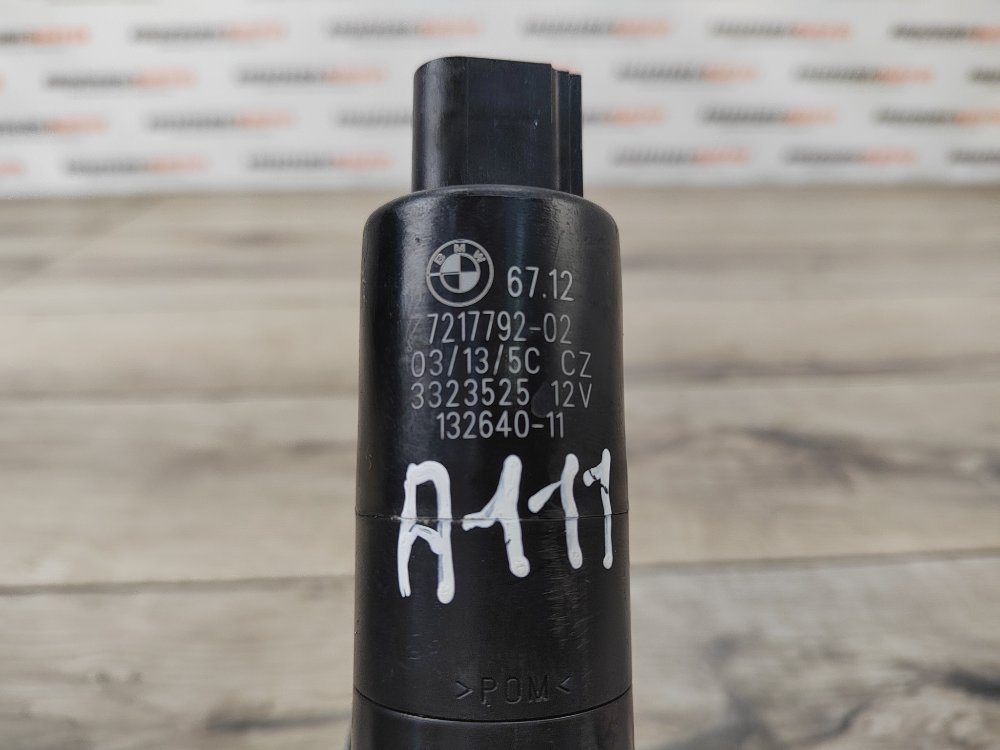 BMW 67.12
7217792-02
03/13/5C CZ
3323525 12V
132640-11
A111
>POM<